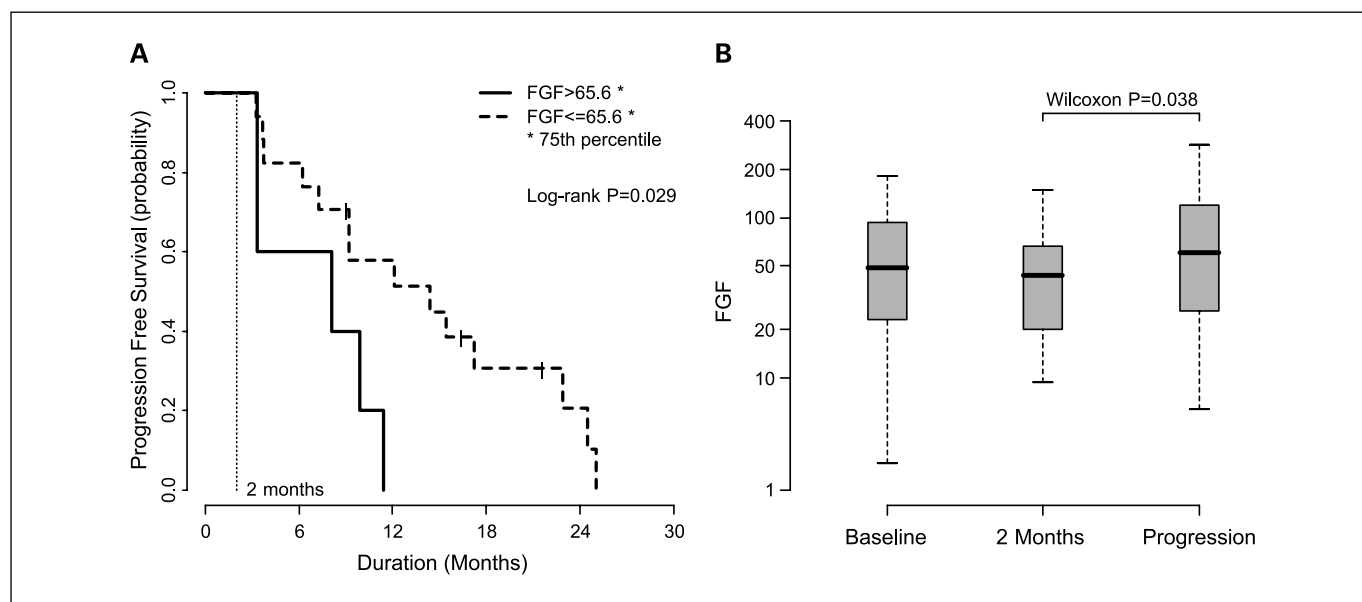 A
Progression Free Survival (probability)
1.0
0.8
0.6
0.4
0.2
0.0
FGF>65.6 *
FGF<=65.6 *
* 75th percentile
Log-rank P=0.029
2 months
0 6 12 18 24 30
Duration (Months)
B
Wilcoxon P=0.038
FGF
400
200
100
50
20
10
1
Baseline 2 Months Progression